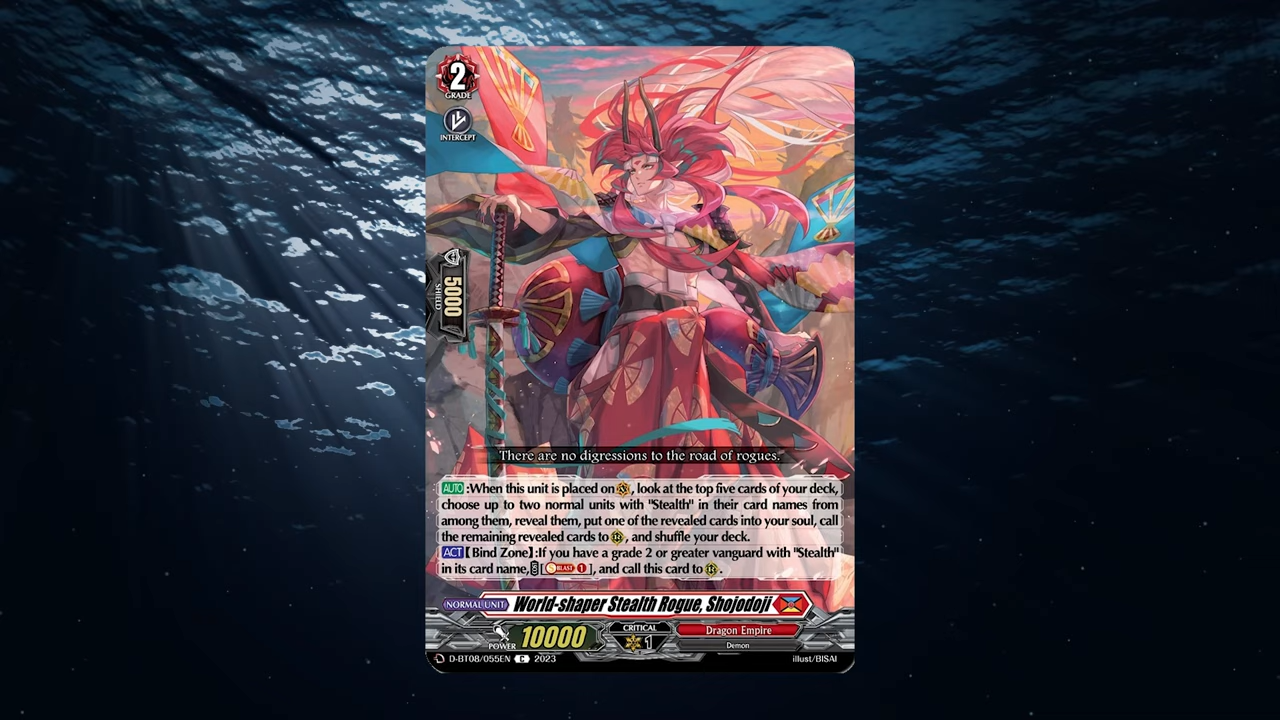 2
GRADE
INTERCEPT
5000
SHIELD
There are no digressions to the road of rogues.
AUTO:When this unit is placed on , look at the top five cards of your deck,
choose up to two normal units with "Stealth" in their card names from
among them, reveal them, put one of the revealed cards into your soul, call
the remaining revealed cards to , and shuffle your deck.
ACT【Bind Zone】:If you have a grade 2 or greater vanguard with "Stealth"
in its card name, [ BLAST 1 ], and call this card to .
NORMAL UNIT World-shaper Stealth Rogue, Shojodoji
POWER 10000 CRITICAL 1 Dragon Empire
Demon
D-BT08/055EN C 2023 illust/BISAI